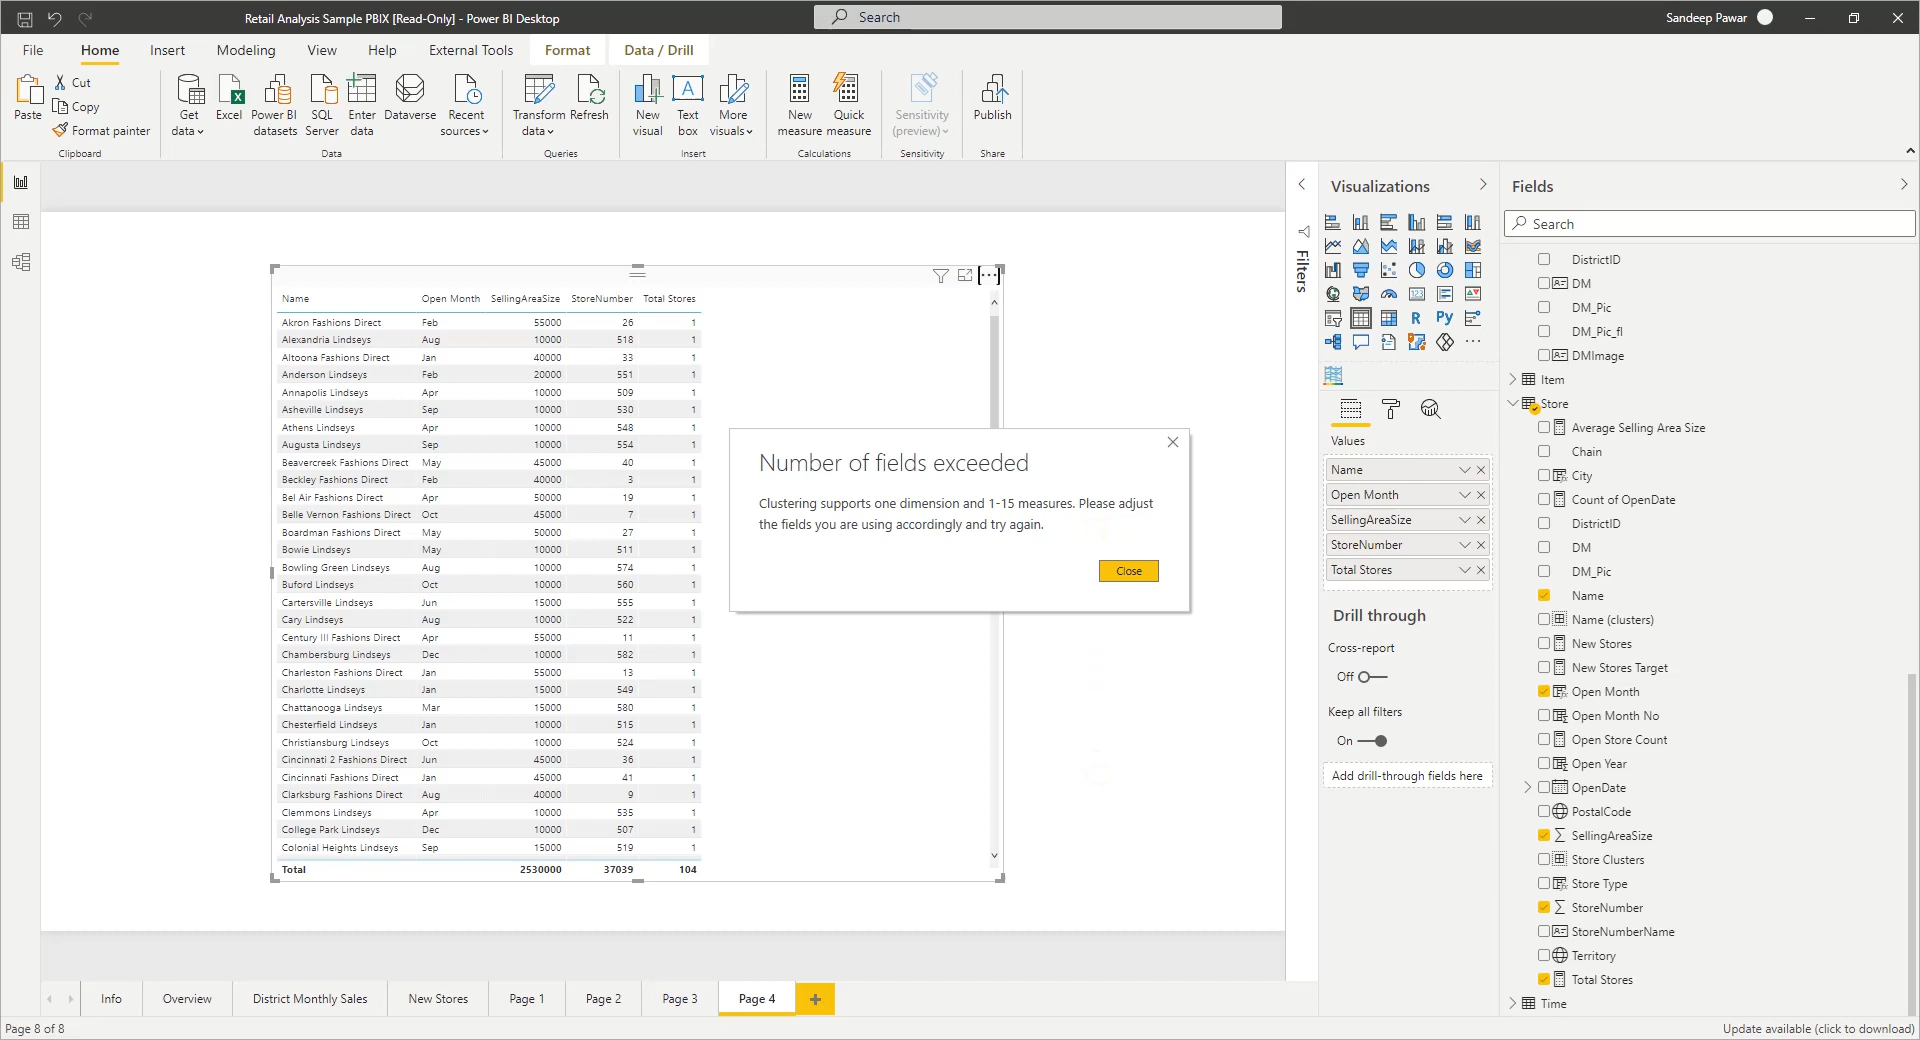 Retail Analysis Sample PBIX [Read-Only] - Power BI Desktop
Search
Sandeep Pawar
File
Home
Insert
Modeling
View
Help
External Tools
Format
Data / Drill
Paste
Cut
Copy
Format painter
Clipboard
Get data
Excel
Power BI datasets
SQL Server
Enter data
Dataverse
Recent sources
Data
Transform data
Refresh
Queries
New visual
A
Text box
More visuals
Insert
New measure
Quick measure
Calculations
Sensitivity (preview)
Sensitivity
Publish
Share
Name Open Month SellingAreaSize StoreNumber Total Stores
Akron Fashions Direct Feb 55000 26 1
Alexandria Lindseys Aug 10000 518 1
Altoona Fashions Direct Jan 40000 33 1
Anderson Lindseys Feb 20000 551 1
Annapolis Lindseys Apr 10000 509 1
Asheville Lindseys Sep 10000 530 1
Athens Lindseys Apr 10000 548 1
Augusta Lindseys Sep 10000 554 1
Beavercreek Fashions Direct May 45000 40 1
Beckley Fashions Direct Feb 40000 3 1
Bel Air Fashions Direct Apr 50000 19 1
Belle Vernon Fashions Direct Oct 45000 7 1
Boardman Fashions Direct May 50000 27 1
Bowie Lindseys May 10000 511 1
Bowling Green Lindseys Aug 10000 574 1
Buford Lindseys Oct 10000 560 1
Cartersville Lindseys Jun 15000 555 1
Cary Lindseys Aug 10000 522 1
Century III Fashions Direct Apr 55000 11 1
Chambersburg Lindseys Dec 10000 582 1
Charleston Fashions Direct Jan 55000 13 1
Charlotte Lindseys Jan 15000 549 1
Chattanooga Lindseys Mar 15000 580 1
Chesterfield Lindseys Jan 10000 515 1
Christiansburg Lindseys Oct 10000 524 1
Cincinnati 2 Fashions Direct Jun 45000 36 1
Cincinnati Fashions Direct Jan 45000 41 1
Clarksburg Fashions Direct Aug 40000 9 1
Clemmons Lindseys Apr 10000 535 1
College Park Lindseys Dec 10000 507 1
Colonial Heights Lindseys Sep 15000 519 1
Total 2530000 37039 104
Number of fields exceeded
Clustering supports one dimension and 1-15 measures. Please adjust
the fields you are using accordingly and try again.
Close
Filters
Visualizations
123
R
Py
Values
Name
Open Month
SellingAreaSize
StoreNumber
Total Stores
Drill through
Cross-report
Off
Keep all filters
On
Add drill-through fields here
Fields
Search
DistrictID
DM
DM_Pic
DM_Pic_fl
DMImage
Item
Store
Average Selling Area Size
Chain
City
Count of OpenDate
DistrictID
DM
DM_Pic
Name
Name (clusters)
New Stores
New Stores Target
Open Month
Open Month No
Open Store Count
Open Year
OpenDate
PostalCode
SellingAreaSize
Store Clusters
Store Type
StoreNumber
StoreNumberName
Territory
Total Stores
Time
Info
Overview
District Monthly Sales
New Stores
Page 1
Page 2
Page 3
Page 4
Page 8 of 8
Update available (click to download)